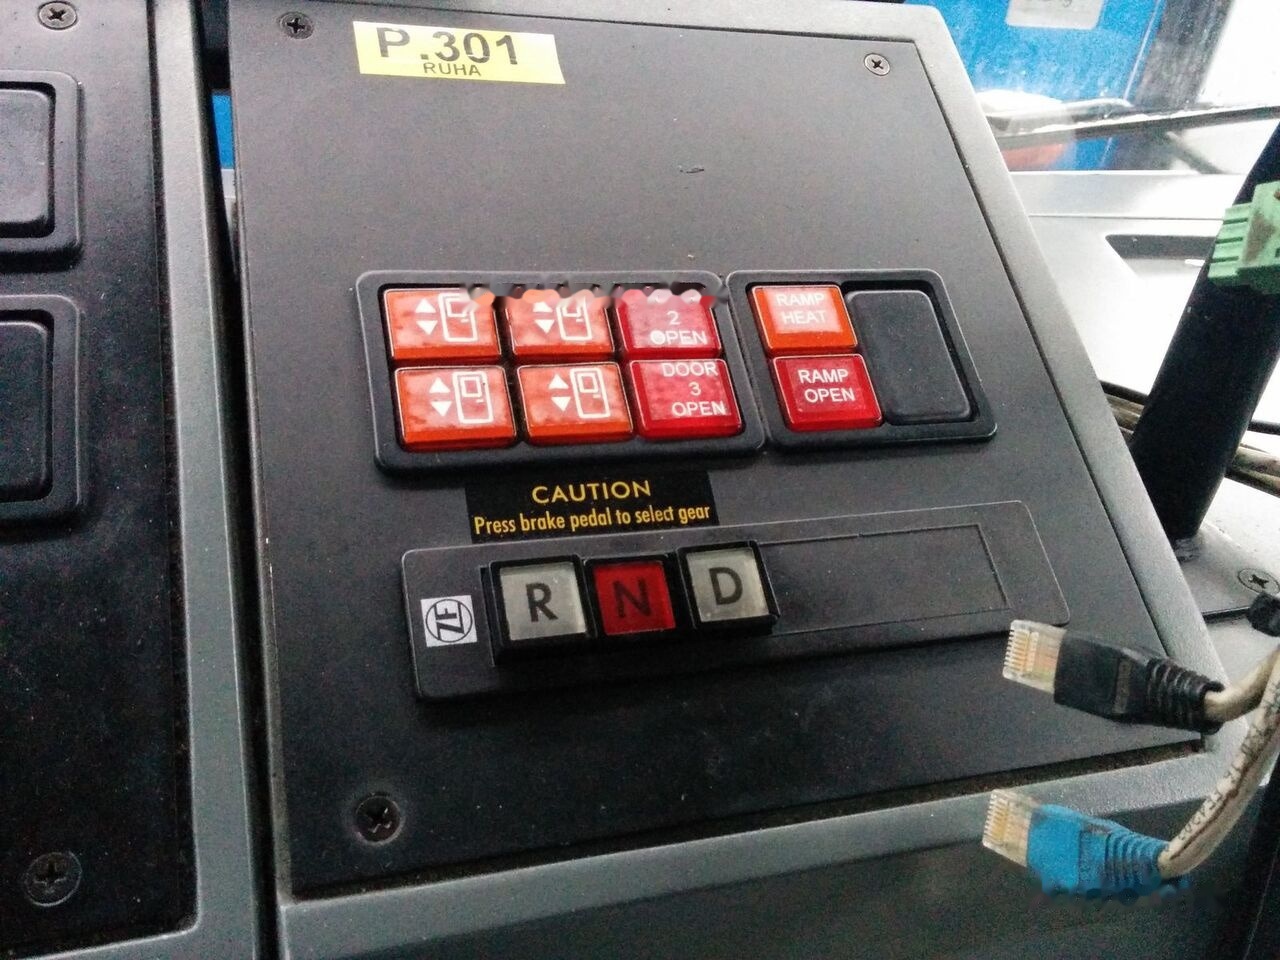 P.301
RUHA
2
OPEN
DOOR
3
OPEN
RAMP
HEAT
RAMP
OPEN
CAUTION
Press brake pedal to select gear
ZF
R N D